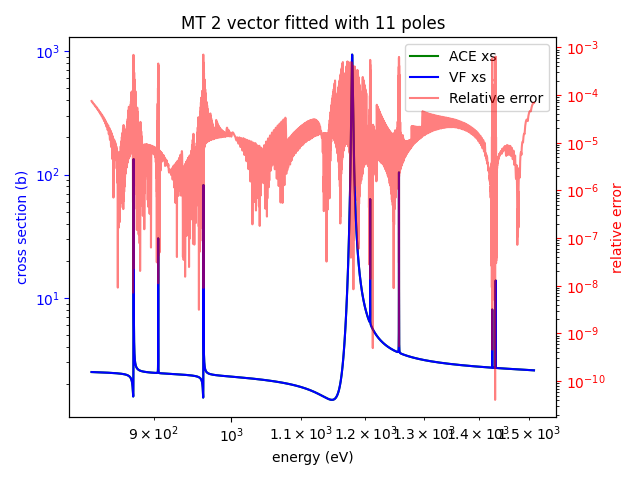 MT 2 vector fitted with 11 poles
ACE xs
VF xs
Relative error
cross section (b)
10³
10²
10¹
relative error
10⁻³
10⁻⁴
10⁻⁵
10⁻⁶
10⁻⁷
10⁻⁸
10⁻⁹
10⁻¹⁰
9 × 10² 10³ 1.1 × 10³ 1.2 × 10³ 1.3 × 10³ 1.4 × 10³ 1.5 × 10³
energy (eV)